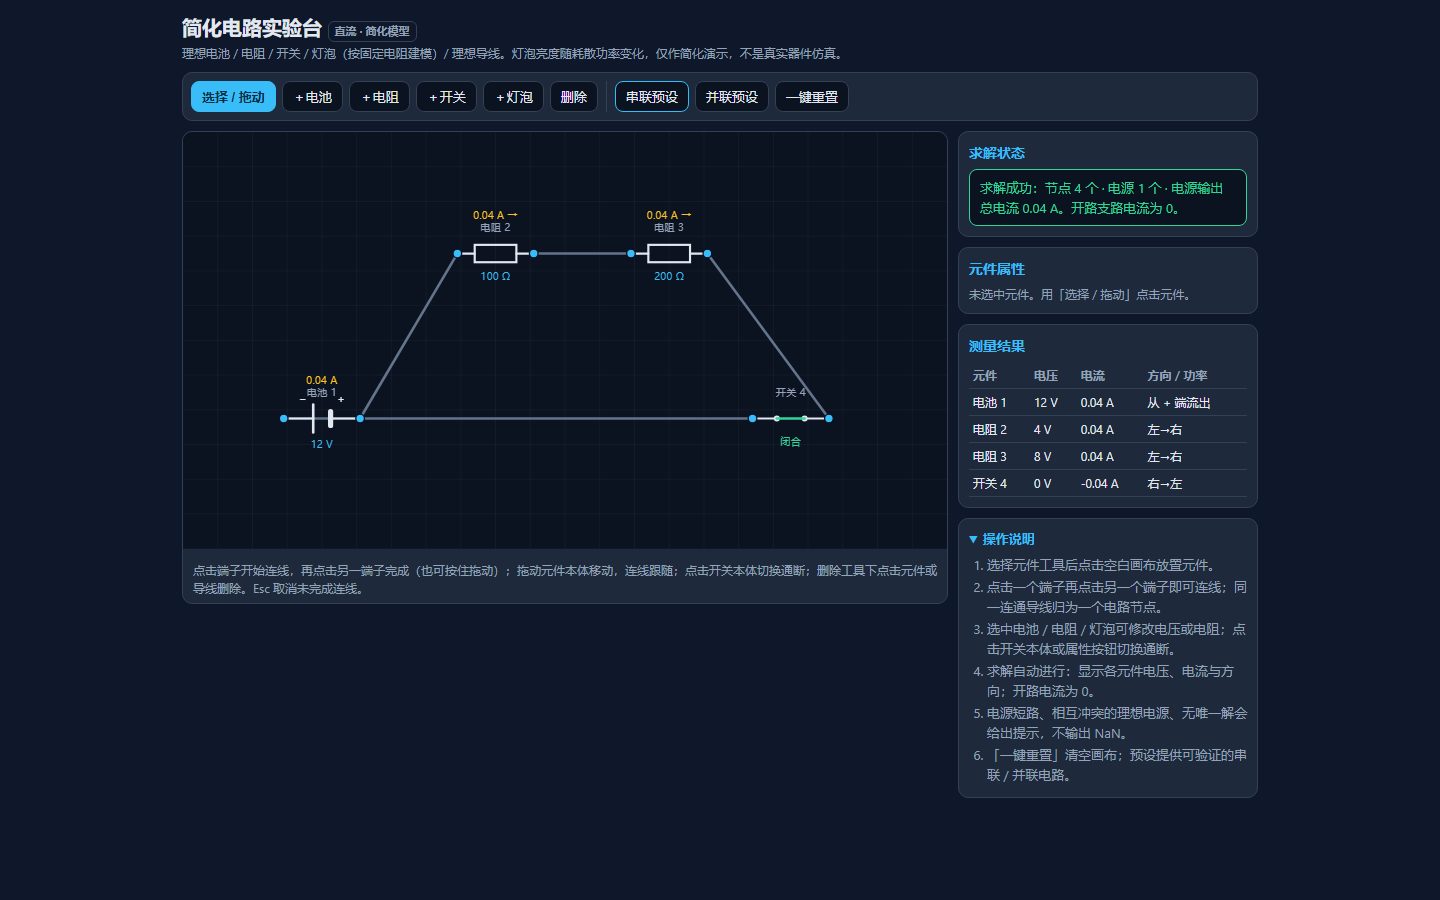 简化电路实验台 直流 · 简化模型
理想电池 / 电阻 / 开关 / 灯泡（按固定电阻建模）/ 理想导线。灯泡亮度随耗散功率变化，仅作简化演示，不是真实器件仿真。
选择 / 拖动 +电池 +电阻 +开关 +灯泡 删除 串联预设 并联预设 一键重置
0.04 A → 0.04 A →
电阻 2 电阻 3
100 Ω 200 Ω
0.04 A
电池 1 开关 4
− +
12 V 闭合
点击端子开始连线，再点击另一端子完成（也可按住拖动）；拖动元件本体移动，连线跟随；点击开关本体切换通断；删除工具下点击元件或
导线删除。Esc 取消未完成连线。
求解状态
求解成功：节点 4 个 · 电源 1 个 · 电源输出
总电流 0.04 A。开路支路电流为 0。
元件属性
未选中元件。用「选择 / 拖动」点击元件。
测量结果
元件 电压 电流 方向 / 功率
电池 1 12 V 0.04 A 从 + 端流出
电阻 2 4 V 0.04 A 左→右
电阻 3 8 V 0.04 A 左→右
开关 4 0 V -0.04 A 右→左
▼ 操作说明
1. 选择元件工具后点击空白画布放置元件。
2. 点击一个端子再点击另一个端子即可连线；同
一连通导线归为一个电路节点。
3. 选中电池 / 电阻 / 灯泡可修改电压或电阻；点
击开关本体或属性按钮切换通断。
4. 求解自动进行：显示各元件电压、电流与方
向；开路电流为 0。
5. 电源短路、相互冲突的理想电源、无唯一解会
给出提示，不输出 NaN。
6. 「一键重置」清空画布；预设提供可验证的串
联 / 并联电路。